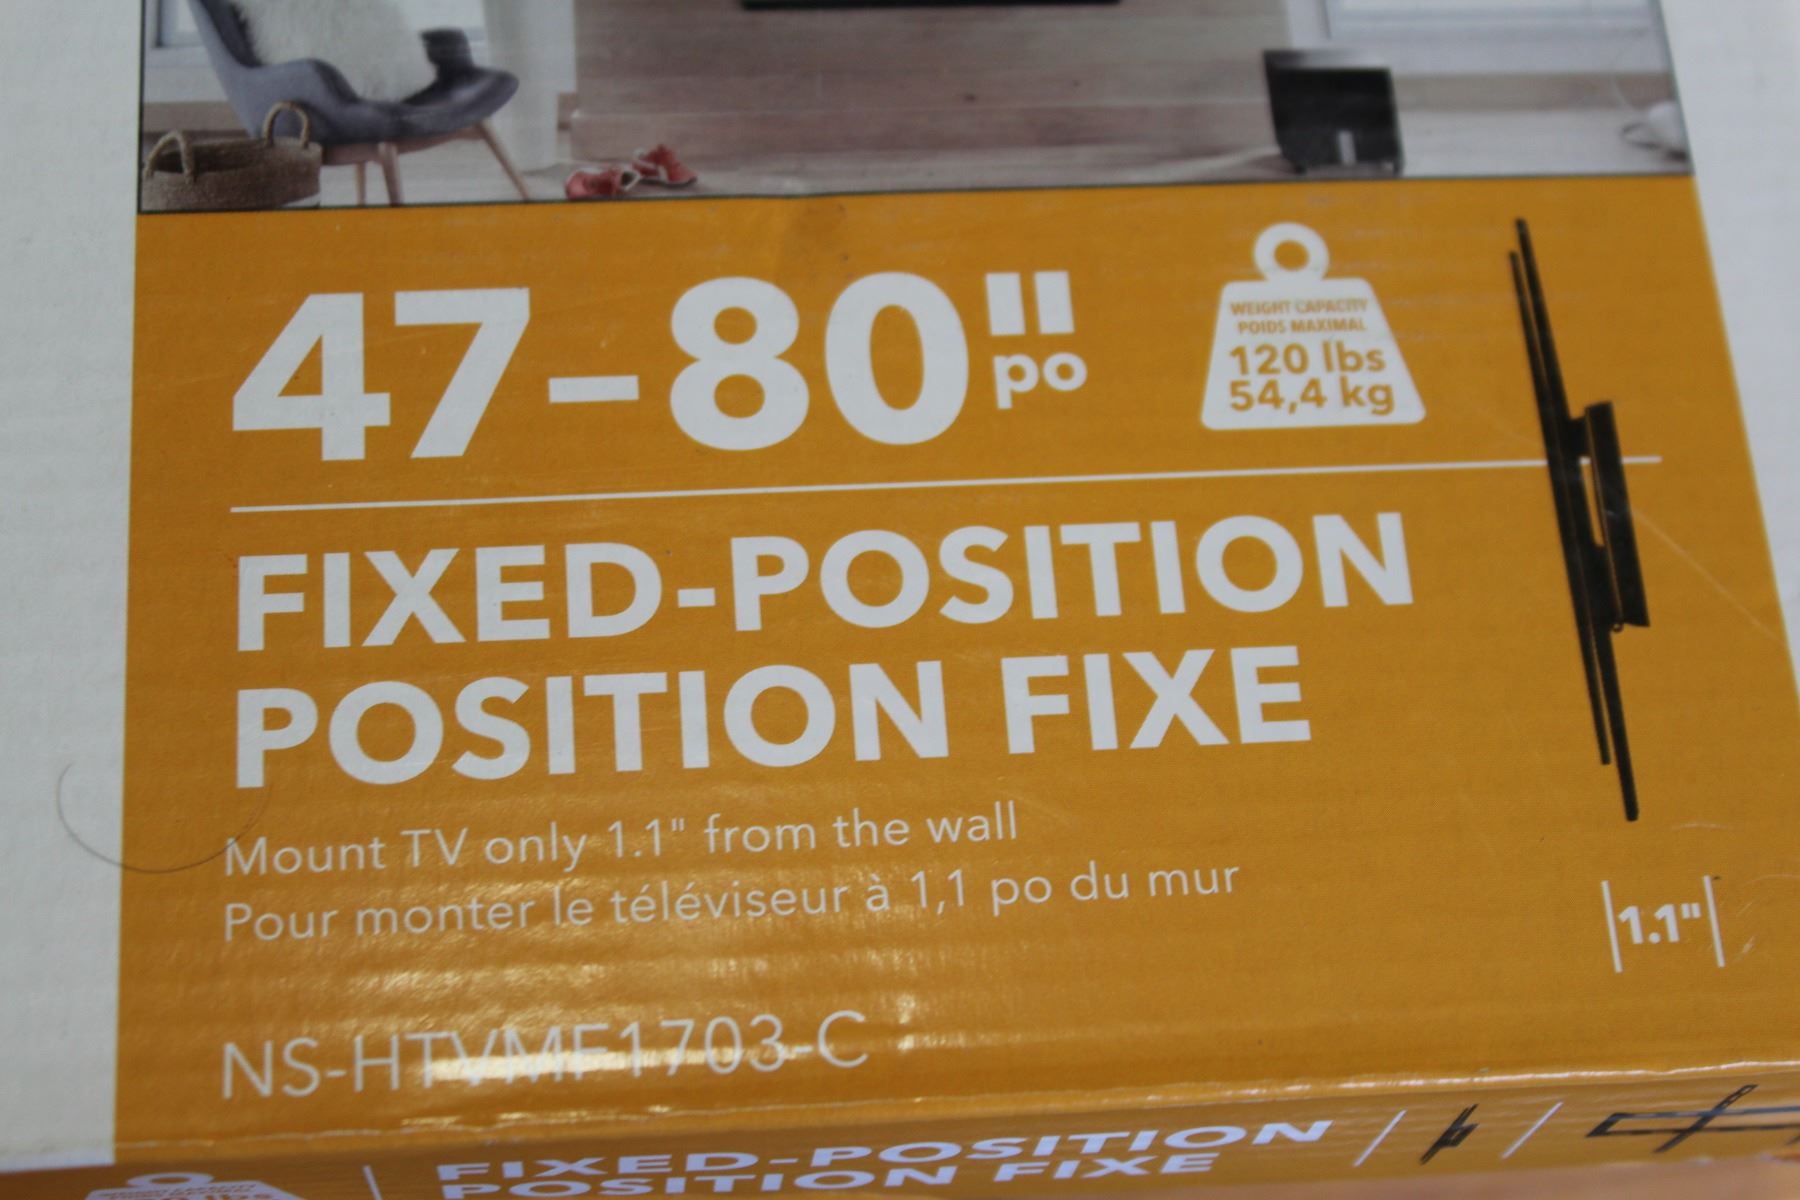 47–80"
po
WEIGHT CAPACITY
POIDS MAXIMAL
120 lbs
54,4 kg
FIXED-POSITION
POSITION FIXE
Mount TV only 1.1" from the wall
Pour monter le téléviseur à 1,1 po du mur
1.1"
NS-HTVMF1703-C
FIXED-POSITION
POSITION FIXE